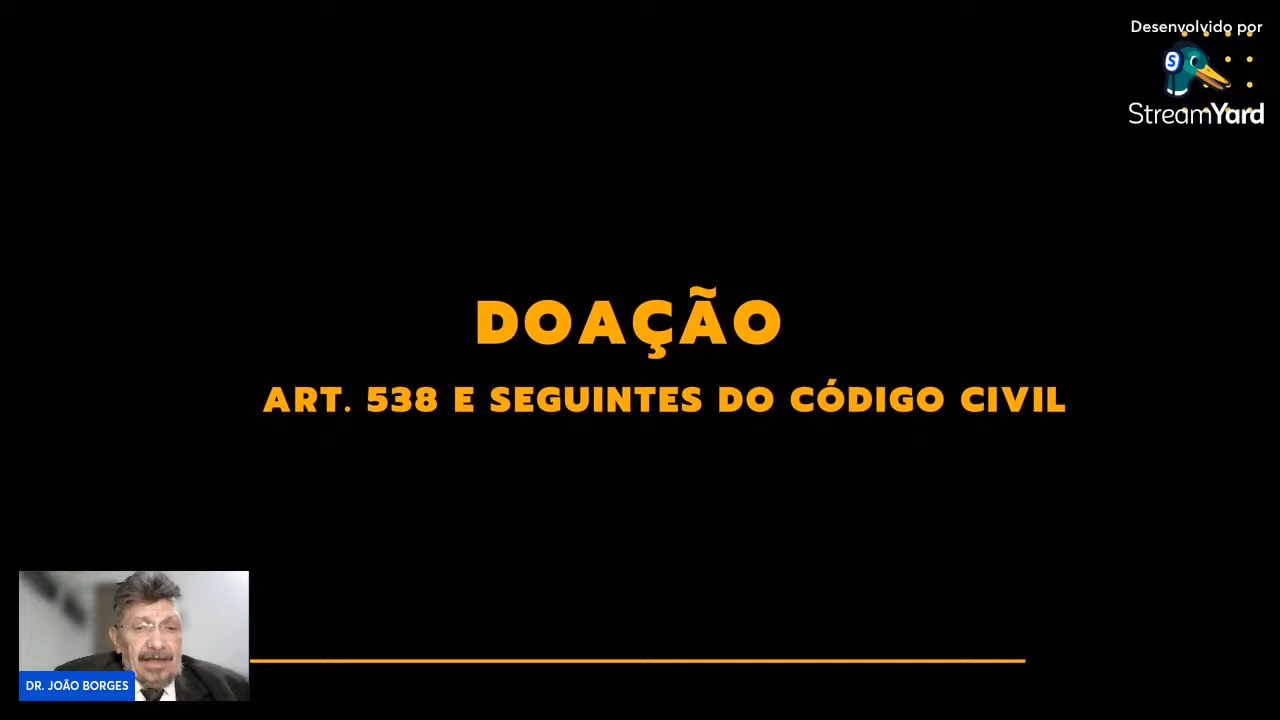 Desenvolvido por
S
StreamYard
DOAÇÃO
ART. 538 E SEGUINTES DO CÓDIGO CIVIL
DR. JOÃO BORGES